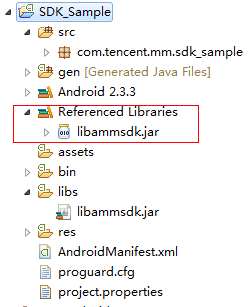 SDK_Sample
src
com.tencent.mm.sdk_sample
gen [Generated Java Files]
Android 2.3.3
Referenced Libraries
libammsdk.jar
assets
bin
libs
libammsdk.jar
res
AndroidManifest.xml
proguard.cfg
project.properties